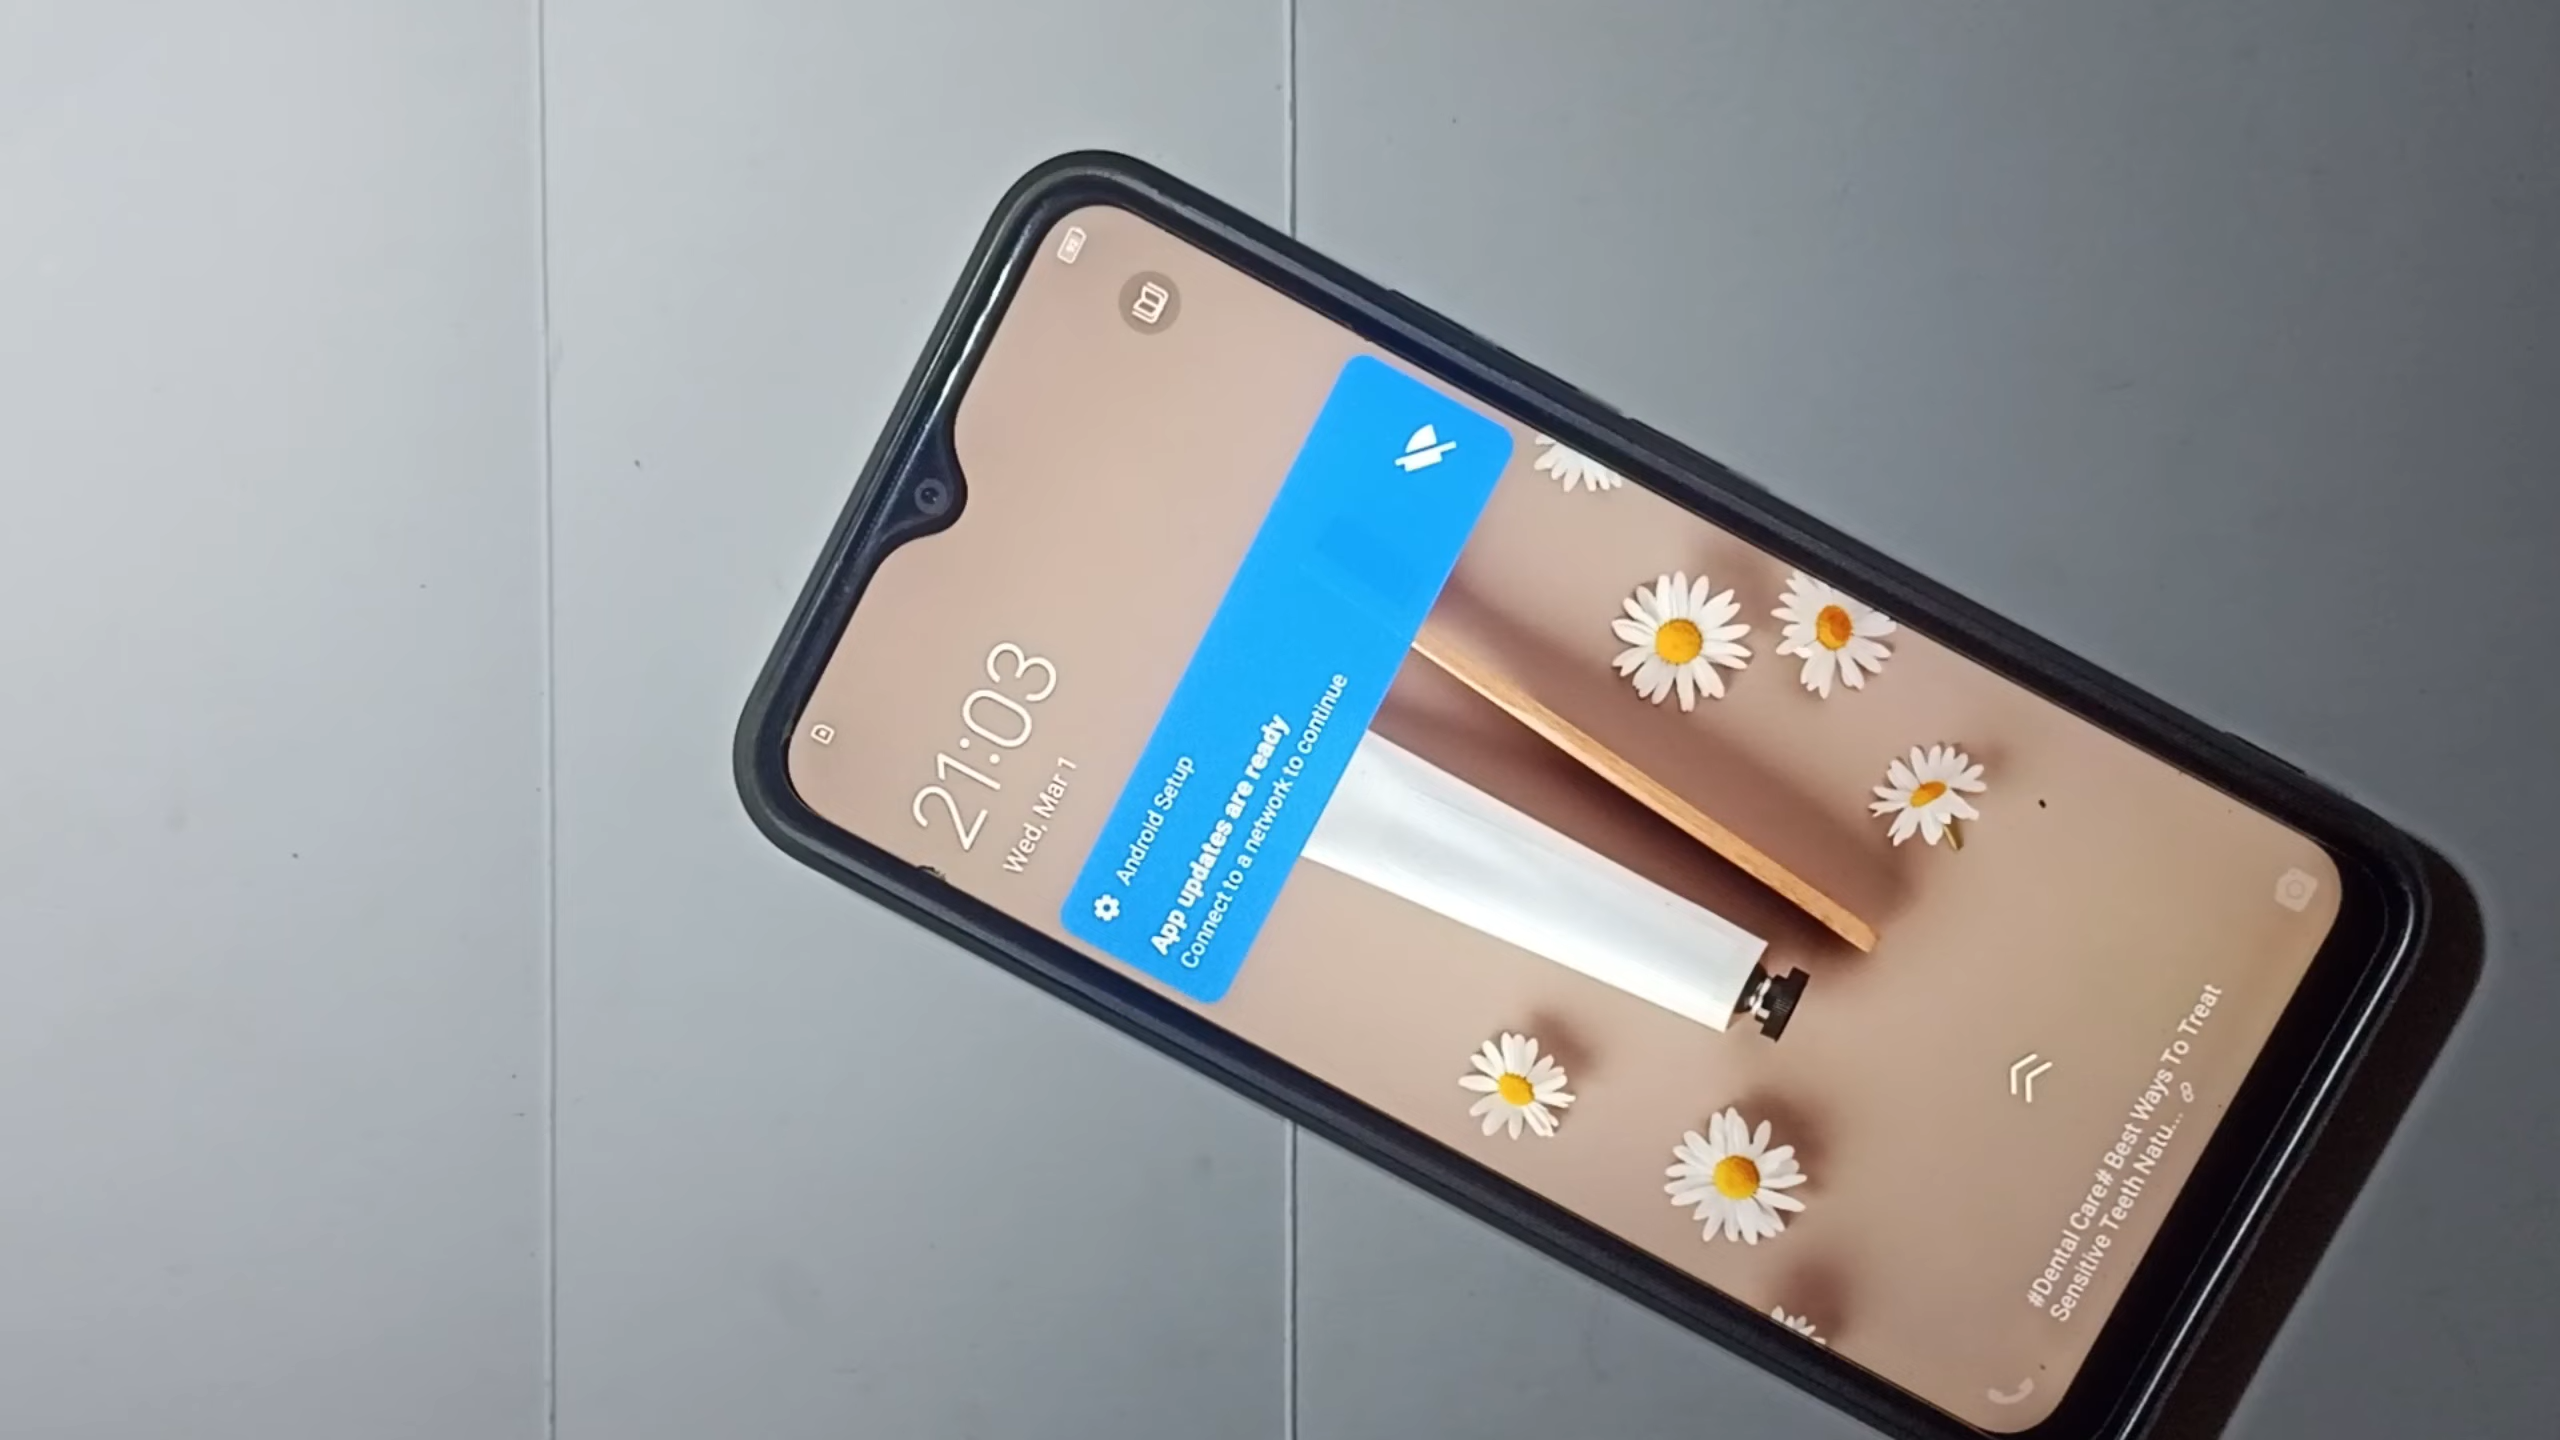 21:03
Wed, Mar 1
Android Setup
App updates are ready
Connect to a network to continue
#Dental Care# Best Ways To Treat
Sensitive Teeth Natu...